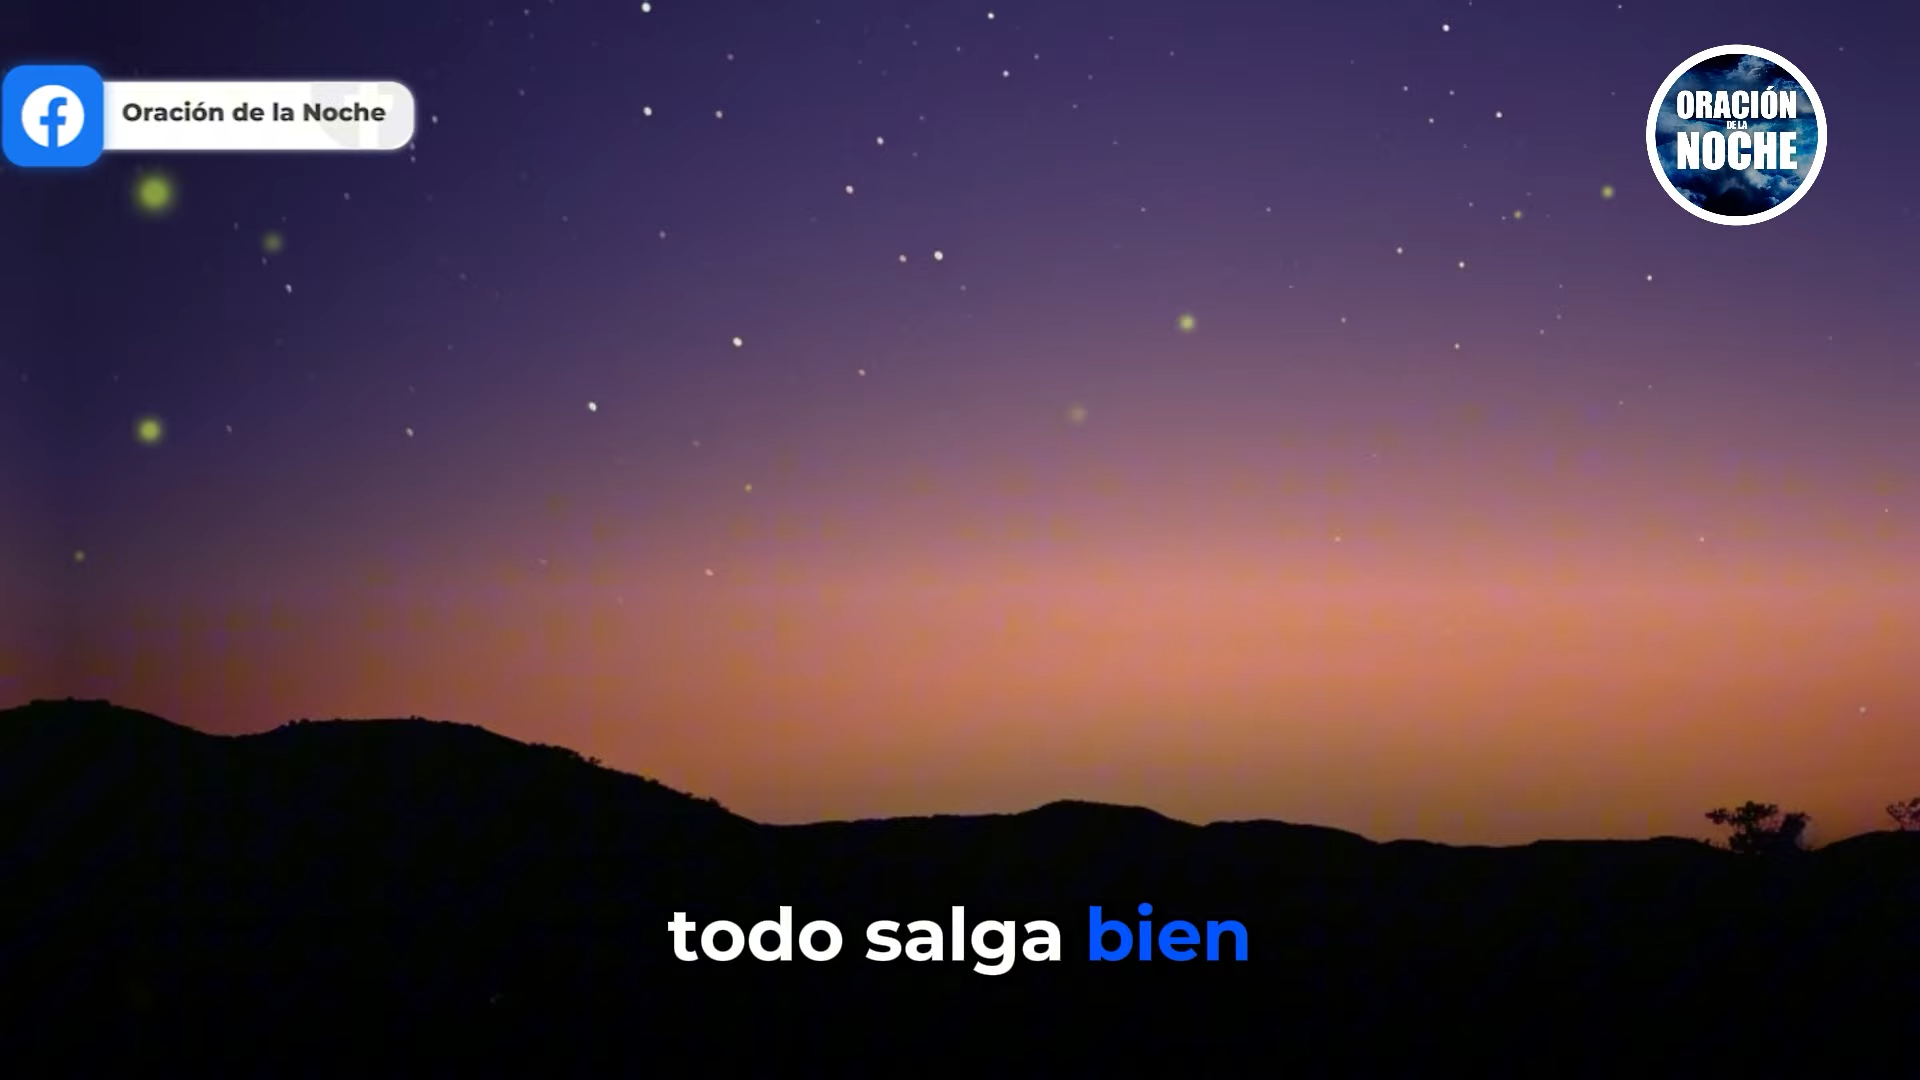 Oración de la Noche
ORACIÓN
DE LA
NOCHE
todo salga bien